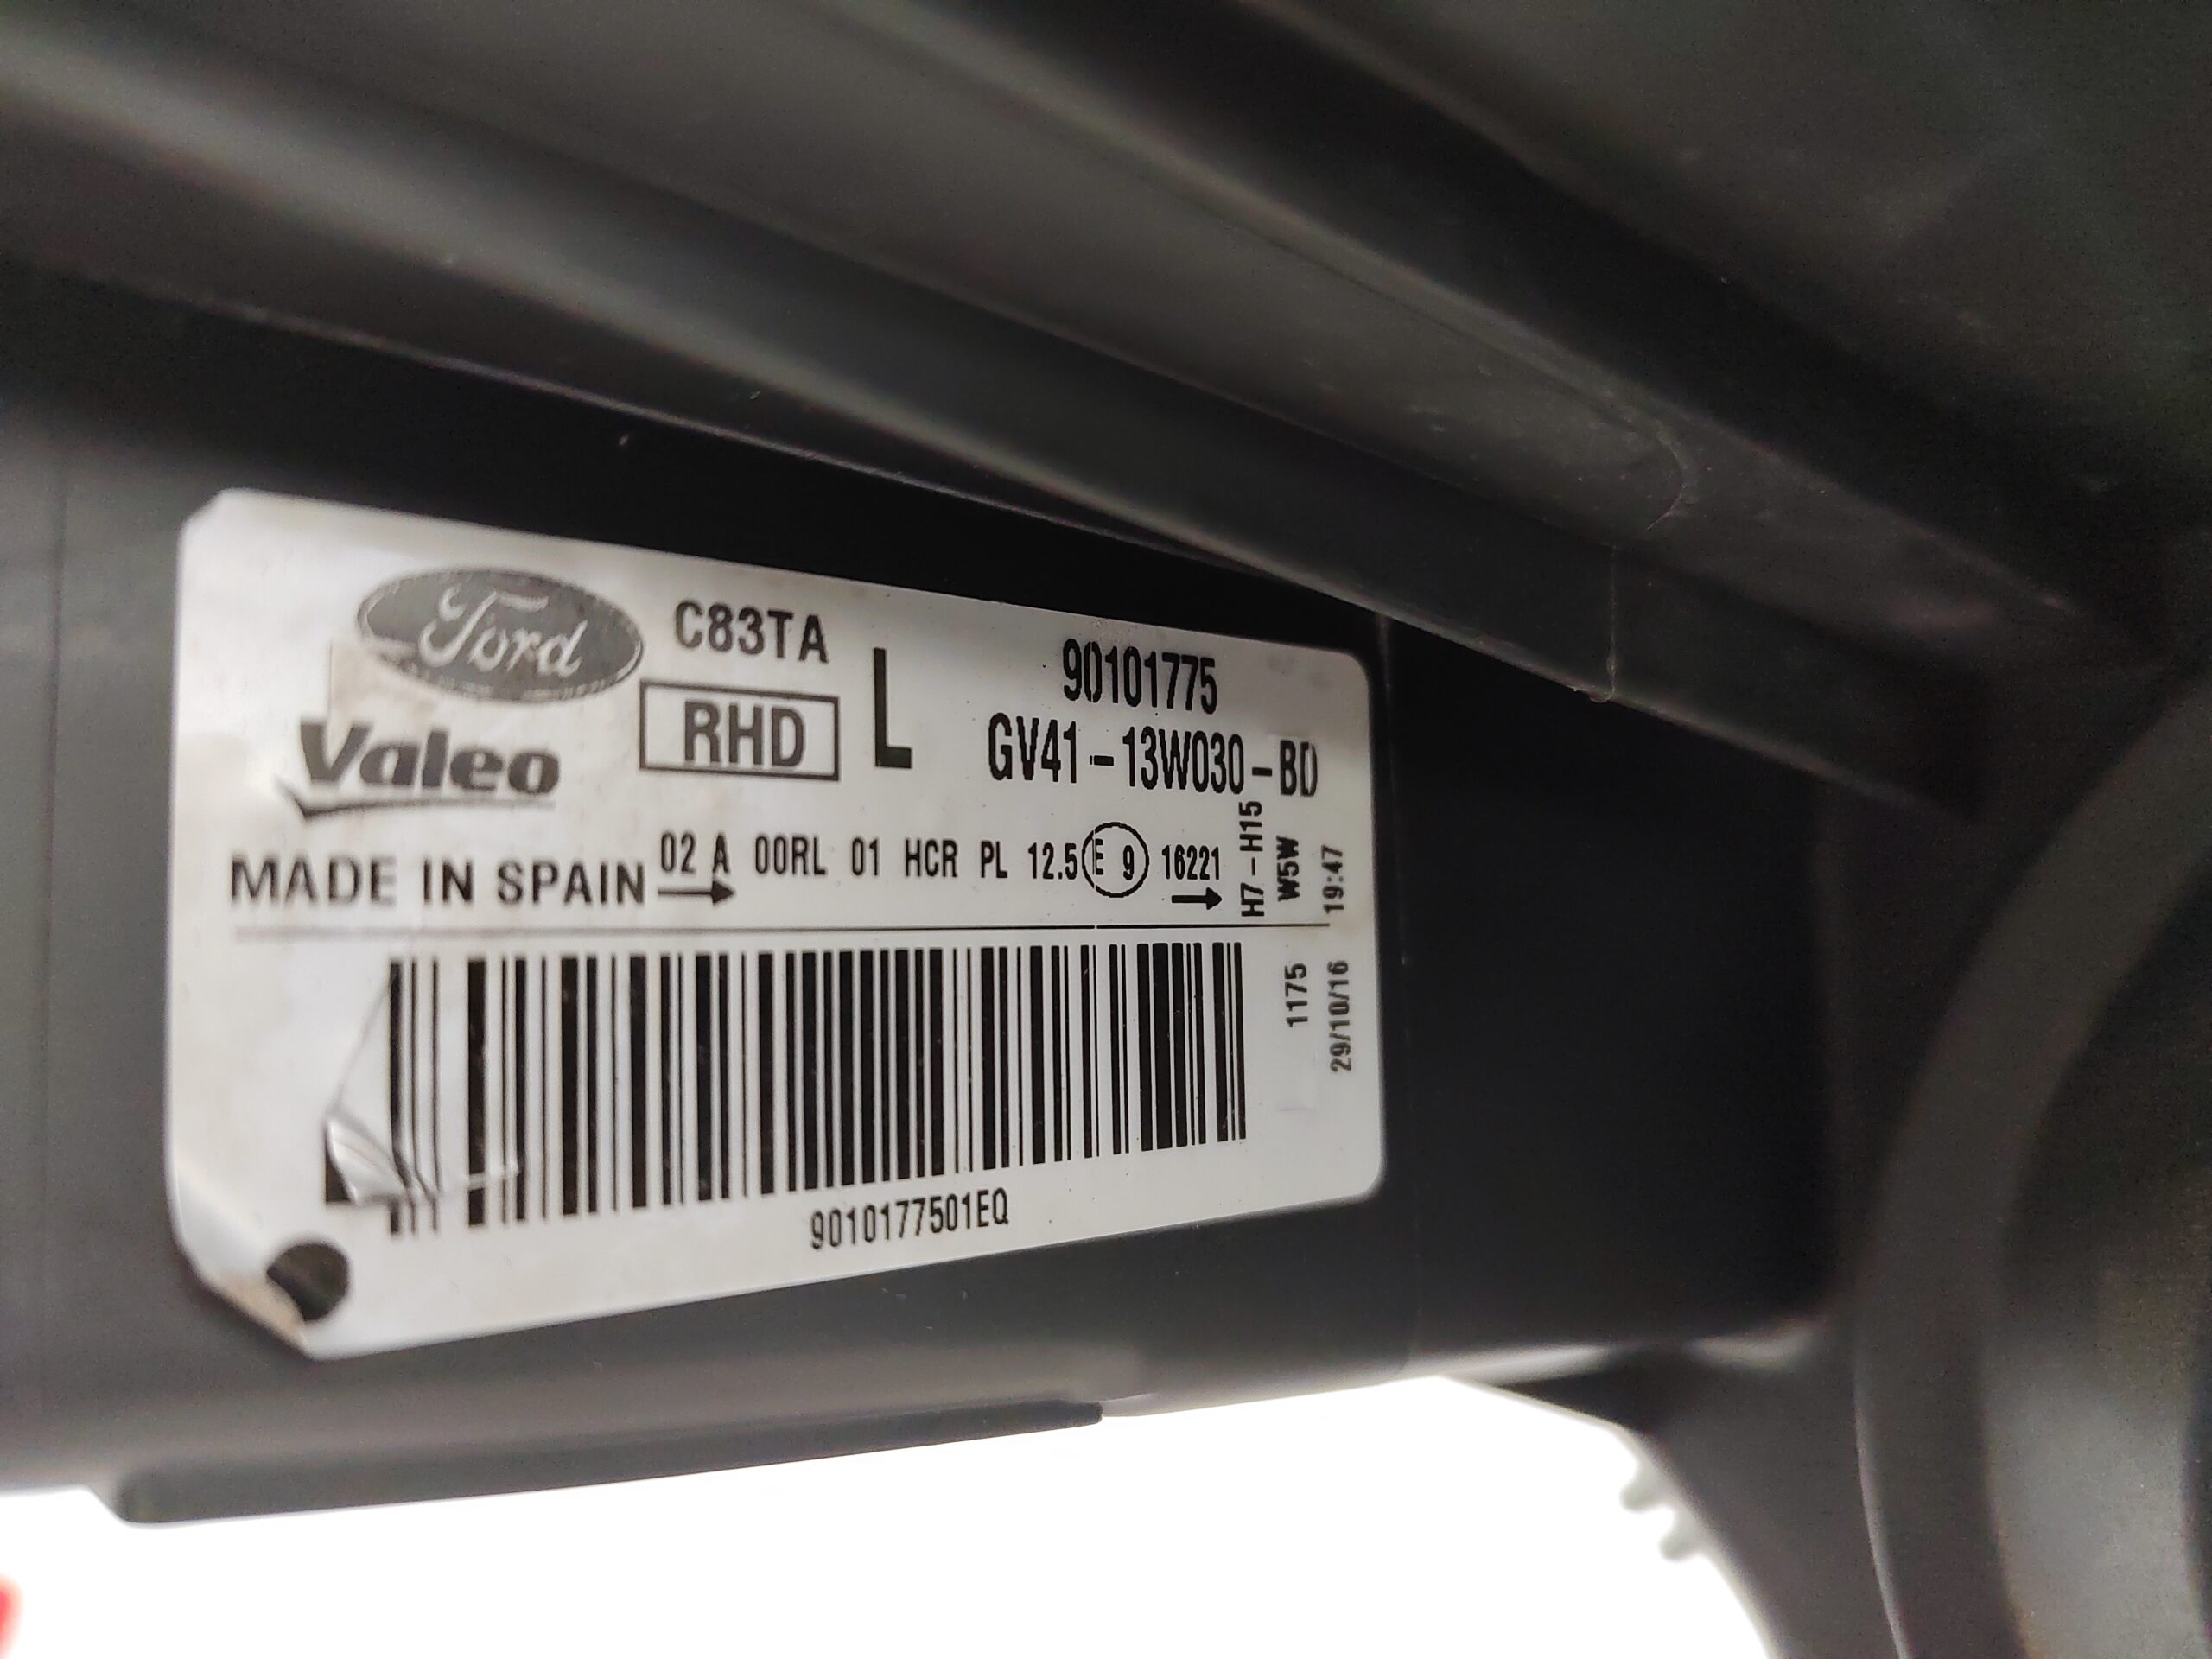 Ford
C83TA
Valeo
RHD
L
90101775
GV41-13W030-BD
MADE IN SPAIN
02 A 00RL 01 HCR PL 12.5 E 9 16221
H7-H15
W5W
19:47
1175
29/10/16
9010177501EQ